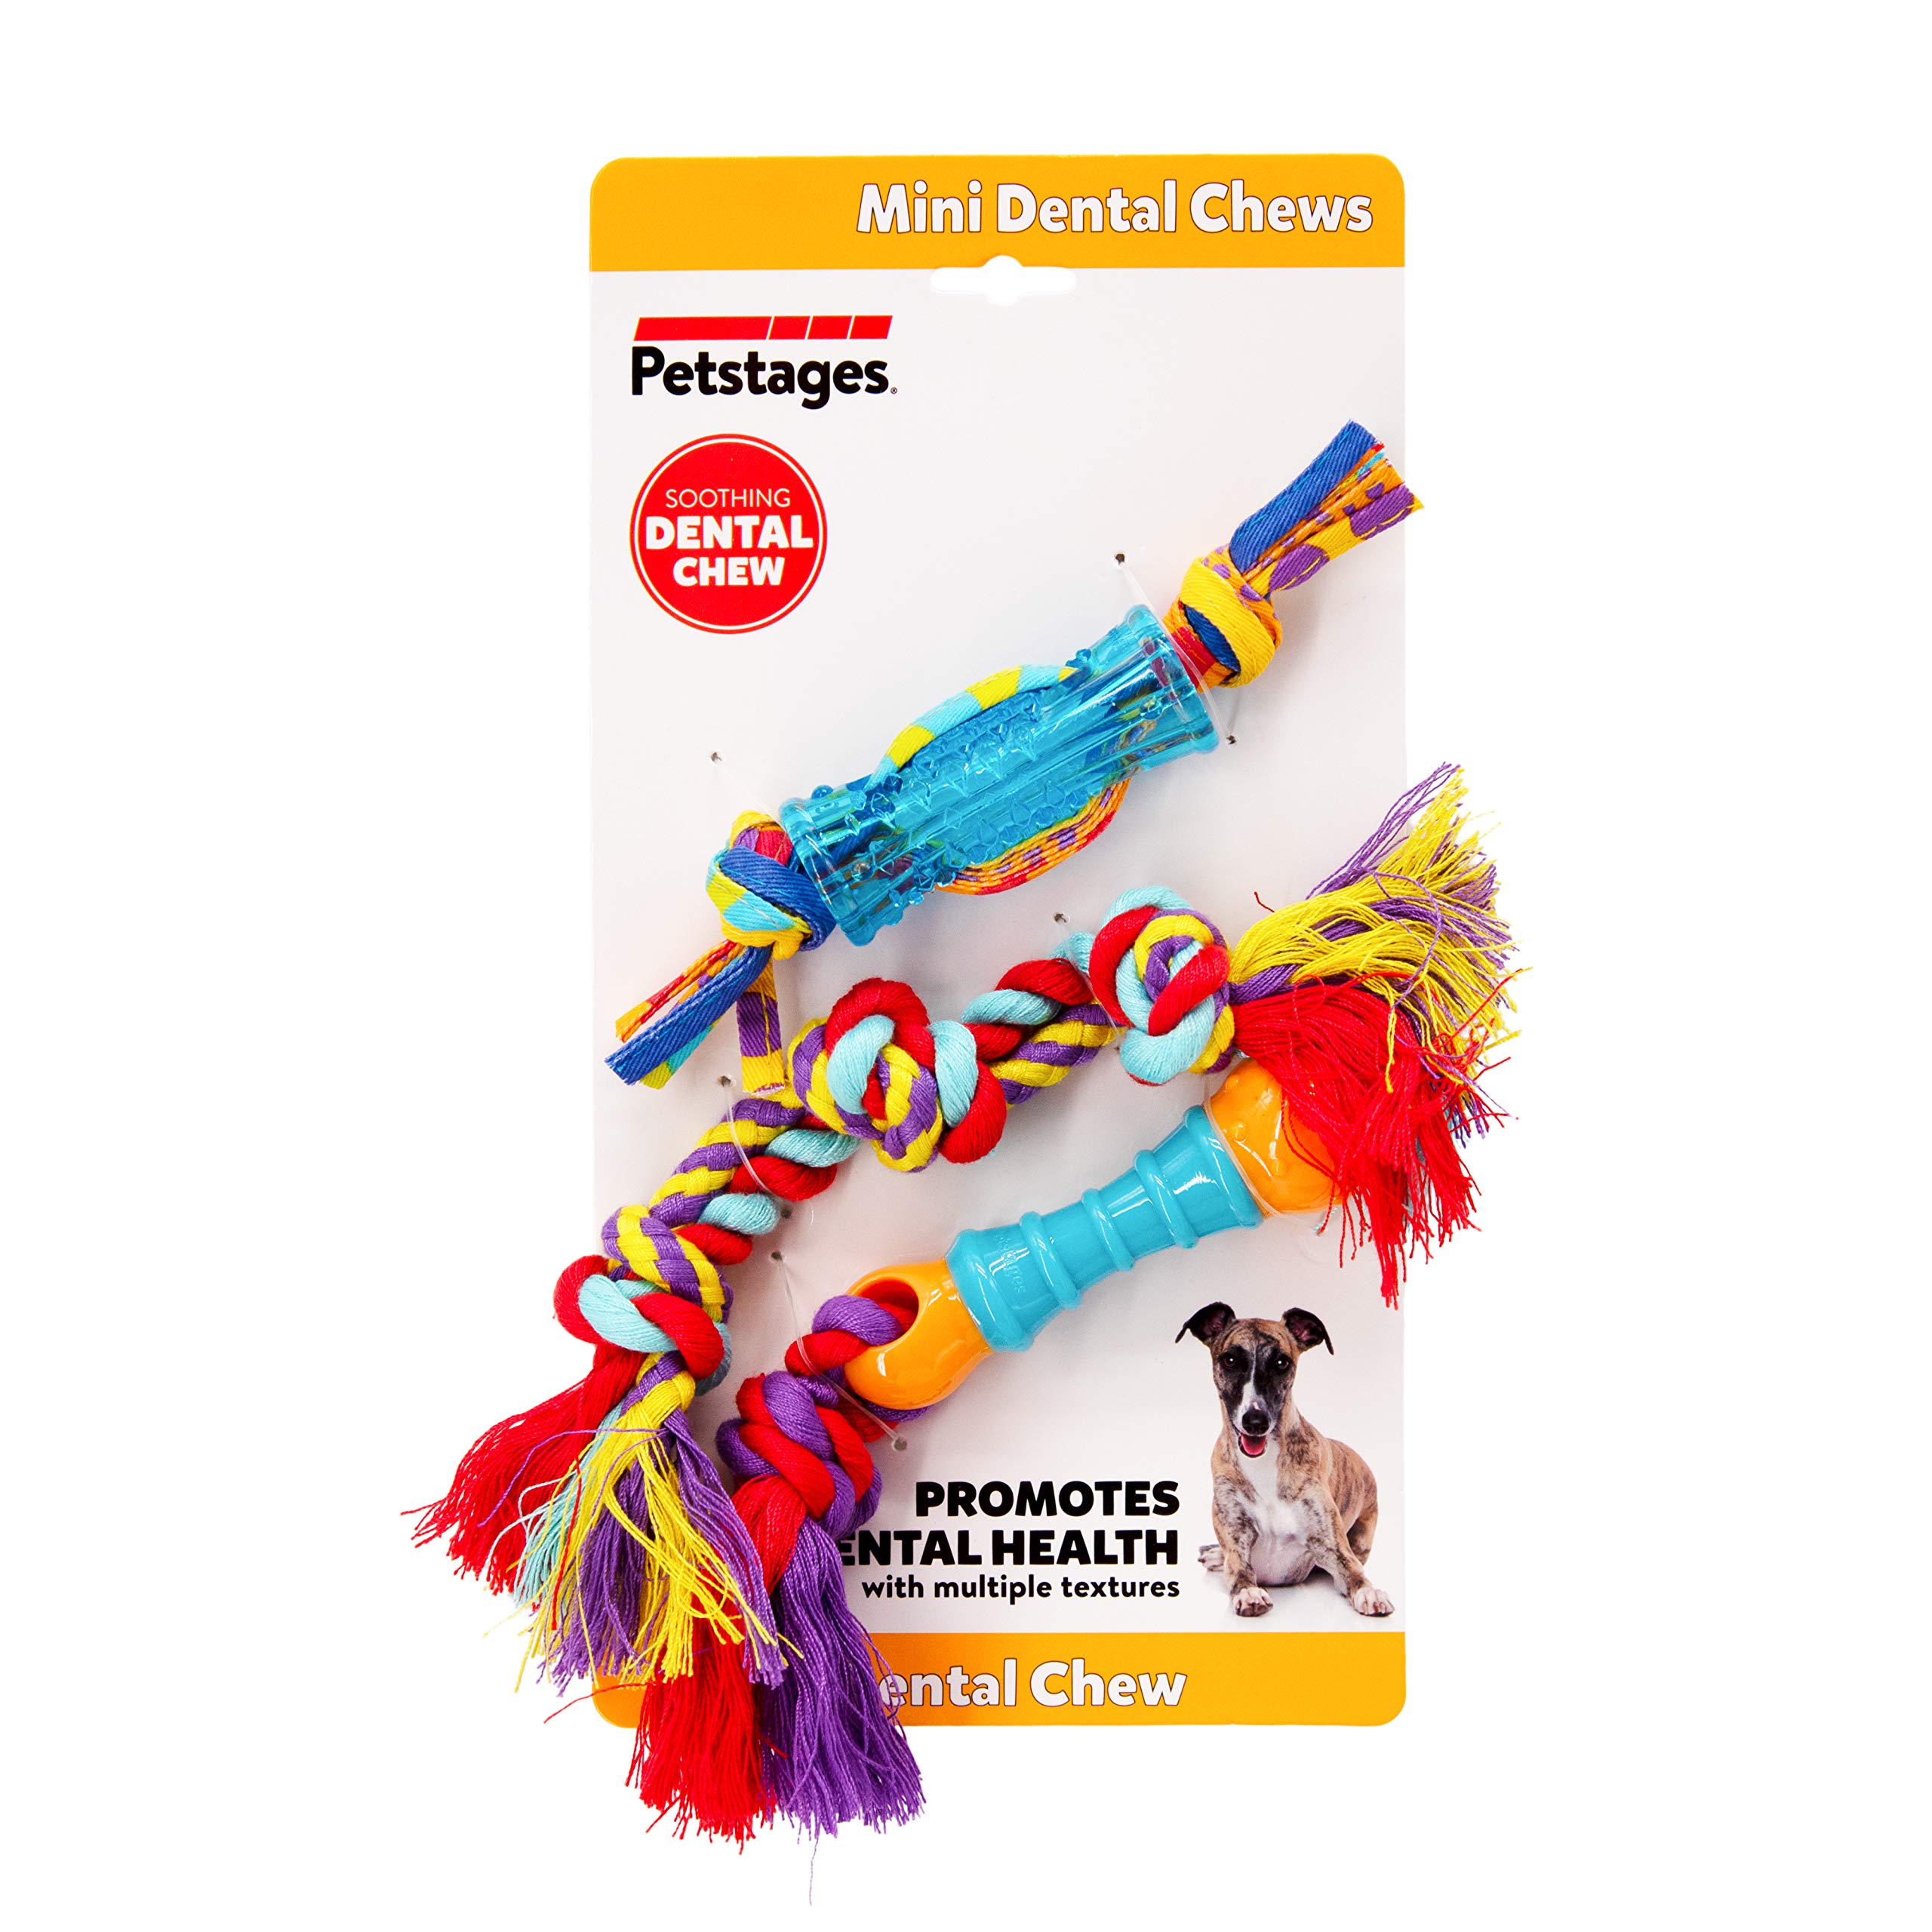 Mini Dental Chews
Petstages®
SOOTHING
DENTAL
CHEW
PROMOTES
ENTAL HEALTH
with multiple textures
ental Chew